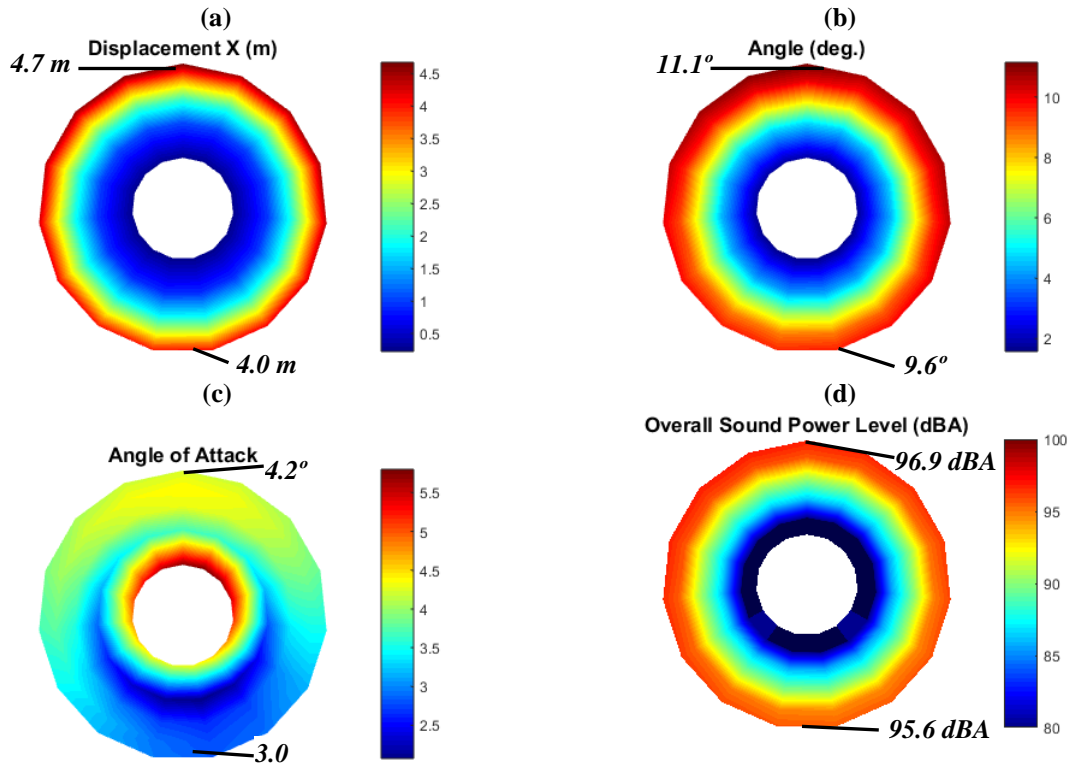 (a)
Displacement X (m)
4.7 m
4.5
4
3.5
3
2.5
2
1.5
1
0.5
4.0 m
(b)
Angle (deg.)
11.1º
10
8
6
4
2
9.6º
(c)
Angle of Attack
4.2º
5.5
5
4.5
4
3.5
3
2.5
3.0
(d)
Overall Sound Power Level (dBA)
96.9 dBA
100
95
90
85
80
95.6 dBA